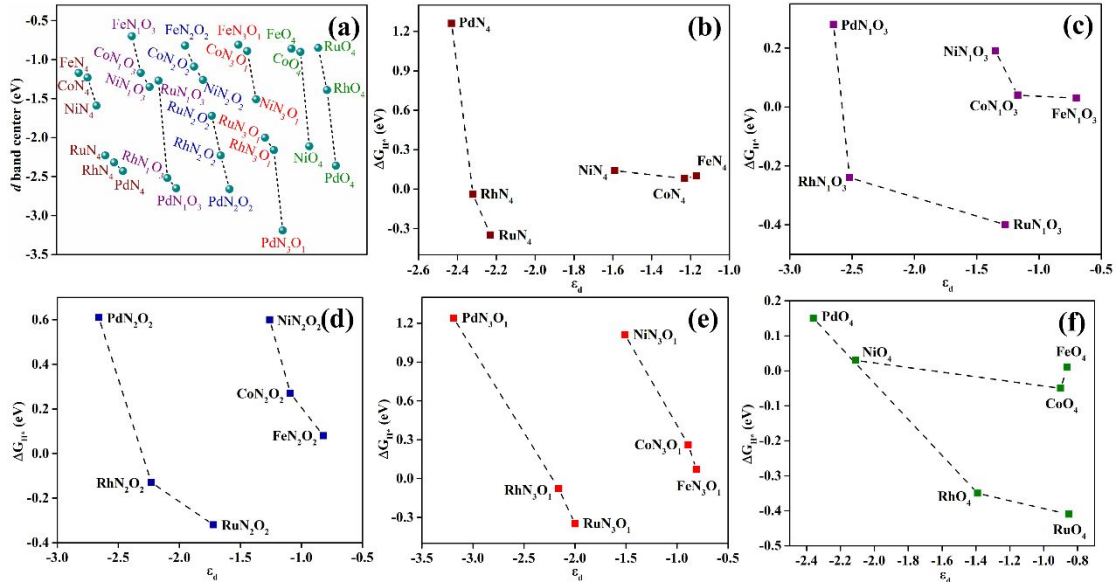 (a)
d band center (eV)
-0.5
-1.0
-1.5
-2.0
-2.5
-3.0
-3.5
FeN₁O₃
FeN₂O₂
FeN₃O₁
FeO₄
RuO₄
CoN₁O₃
CoN₂O₂
CoN₃O₁
CoO₄
FeN₄
CoN₄
NiN₄
NiN₁O₃
RuN₁O₃
NiN₂O₂
NiN₃O₁
RhO₄
RuN₂O₂
RuN₃O₁
RuN₄
RhN₄
PdN₄
RhN₁O₃
RhN₂O₂
RhN₃O₁
NiO₄
PdO₄
PdN₁O₃
PdN₂O₂
PdN₃O₁
(b)
ΔG_H* (eV)
1.2
0.9
0.6
0.3
0.0
-0.3
PdN₄
NiN₄
FeN₄
CoN₄
RhN₄
RuN₄
-2.6 -2.4 -2.2 -2.0 -1.8 -1.6 -1.4 -1.2 -1.0
ε_d
(c)
ΔG_H* (eV)
0.2
0.0
-0.2
-0.4
PdN₁O₃
NiN₁O₃
CoN₁O₃
FeN₁O₃
RhN₁O₃
RuN₁O₃
-3.0 -2.5 -2.0 -1.5 -1.0 -0.5
ε_d
(d)
ΔG_H* (eV)
0.6
0.4
0.2
0.0
-0.2
-0.4
PdN₂O₂
NiN₂O₂
CoN₂O₂
FeN₂O₂
RhN₂O₂
RuN₂O₂
-3.0 -2.5 -2.0 -1.5 -1.0 -0.5
ε_d
(e)
ΔG_H* (eV)
1.2
0.9
0.6
0.3
0.0
-0.3
PdN₃O₁
NiN₃O₁
CoN₃O₁
FeN₃O₁
RhN₃O₁
RuN₃O₁
-3.5 -3.0 -2.5 -2.0 -1.5 -1.0 -0.5
ε_d
(f)
ΔG_H* (eV)
0.2
0.1
0.0
-0.1
-0.2
-0.3
-0.4
-0.5
PdO₄
NiO₄
FeO₄
CoO₄
RhO₄
RuO₄
-2.4 -2.2 -2.0 -1.8 -1.6 -1.4 -1.2 -1.0 -0.8
ε_d